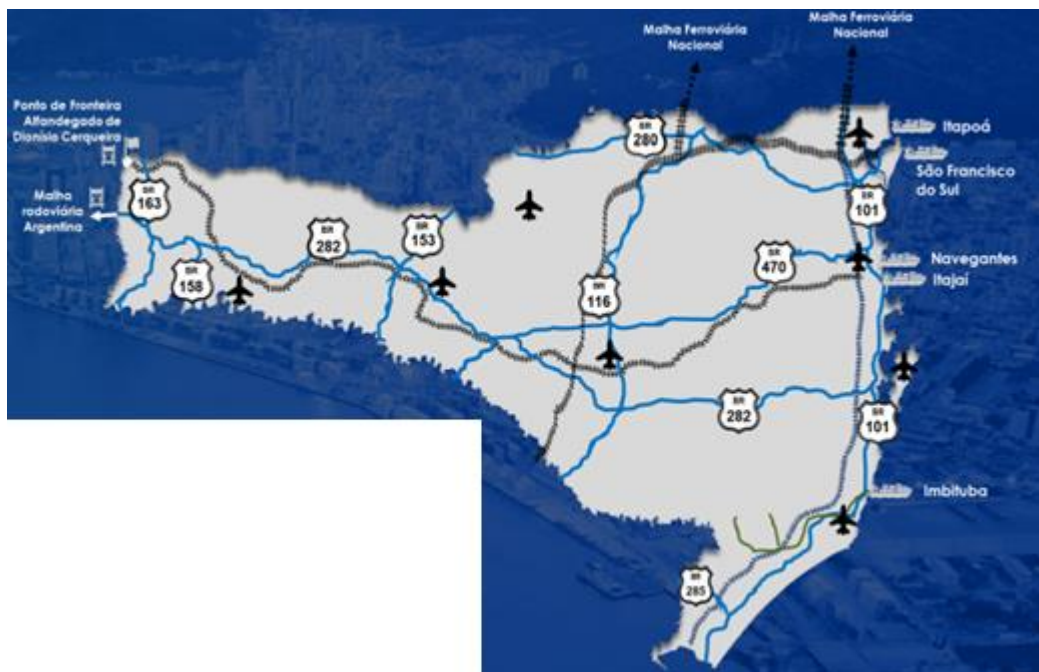 Malha Ferroviária
Nacional
Malha Ferroviária
Nacional
Ponto de Fronteira
Alfandegado de
Dionísio Cerqueira
BR
280
Itapoá
São Francisco
do Sul
BR
163
Malha
rodoviária
Argentina
BR
101
BR
153
BR
282
BR
470
Navegantes
Itajaí
BR
158
BR
116
BR
282
BR
101
Imbituba
BR
285